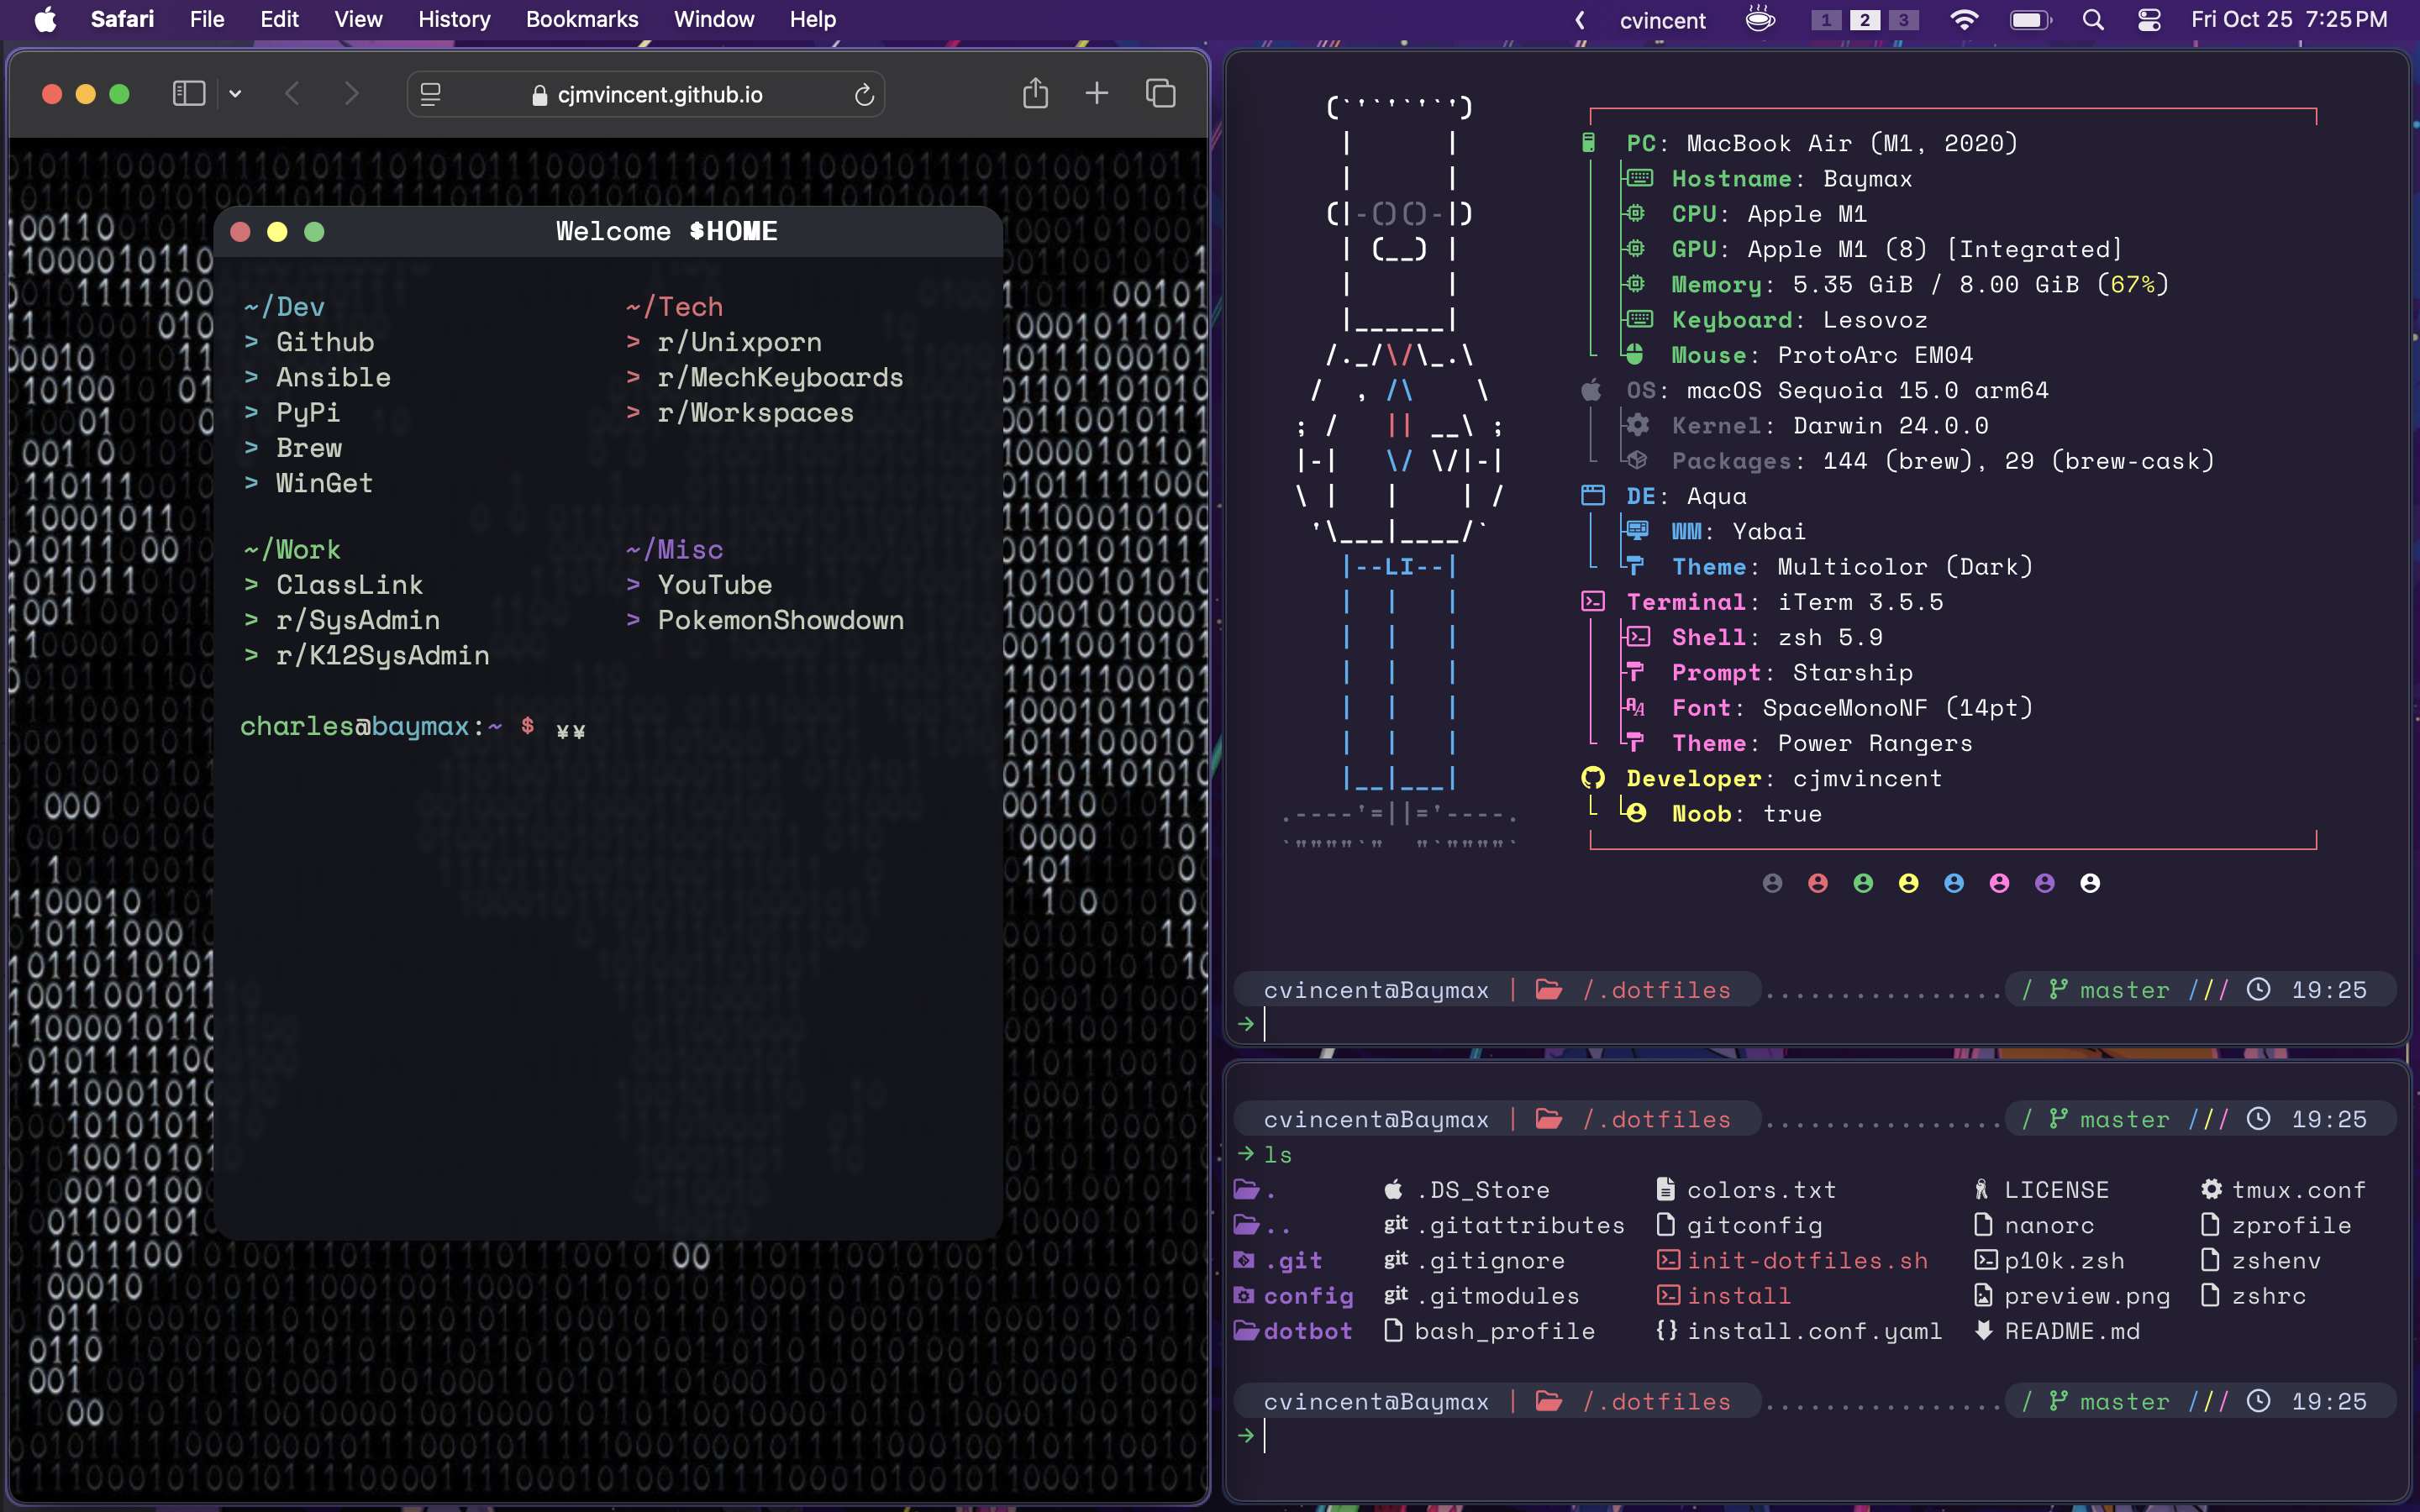 Safari File Edit View History Bookmarks Window Help cvincent 1 2 3 Fri Oct 25 7:25 PM
cjmvincent.github.io
Welcome $HOME
~/Dev
> Github
> Ansible
> PyPi
> Brew
> WinGet
~/Tech
> r/Unixporn
> r/MechKeyboards
> r/Workspaces
~/Work
> ClassLink
> r/SysAdmin
> r/K12SysAdmin
~/Misc
> YouTube
> PokemonShowdown
charles@baymax:~ $ ¥¥
|--LI--|
PC: MacBook Air (M1, 2020)
Hostname: Baymax
CPU: Apple M1
GPU: Apple M1 (8) [Integrated]
Memory: 5.35 GiB / 8.00 GiB (67%)
Keyboard: Lesovoz
Mouse: ProtoArc EM04
OS: macOS Sequoia 15.0 arm64
Kernel: Darwin 24.0.0
Packages: 144 (brew), 29 (brew-cask)
DE: Aqua
WM: Yabai
Theme: Multicolor (Dark)
Terminal: iTerm 3.5.5
Shell: zsh 5.9
Prompt: Starship
Font: SpaceMonoNF (14pt)
Theme: Power Rangers
Developer: cjmvincent
Noob: true
cvincent@Baymax | /.dotfiles ................ / master /// 19:25
→
cvincent@Baymax | /.dotfiles ................ / master /// 19:25
→ ls
. .DS_Store colors.txt LICENSE tmux.conf
.. git .gitattributes gitconfig nanorc zprofile
.git git .gitignore init-dotfiles.sh p10k.zsh zshenv
config git .gitmodules install preview.png zshrc
dotbot bash_profile {} install.conf.yaml README.md
cvincent@Baymax | /.dotfiles ................ / master /// 19:25
→